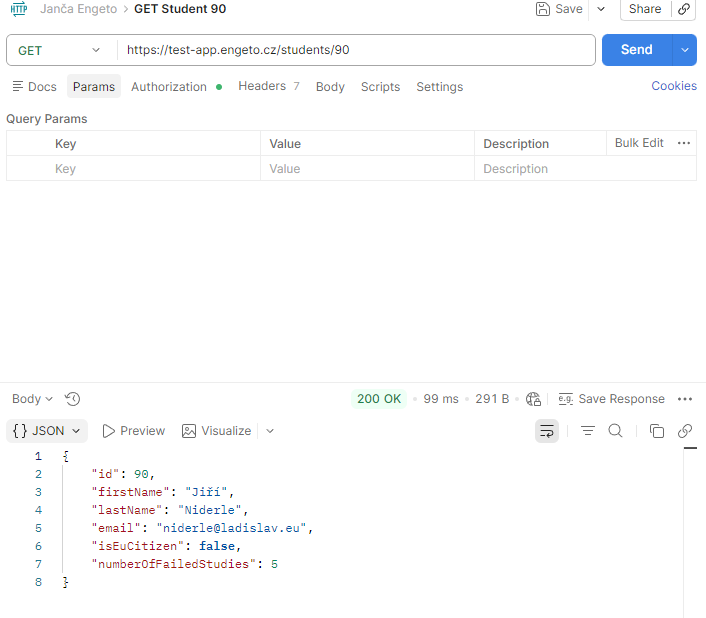 HTTP Janča Engeto > GET Student 90 Save Share
GET https://test-app.engeto.cz/students/90 Send
Docs Params Authorization Headers 7 Body Scripts Settings Cookies
Query Params
Key Value Description Bulk Edit
Key Value Description
Body 200 OK 99 ms 291 B e.g. Save Response
{} JSON Preview Visualize
1 {
2 "id": 90,
3 "firstName": "Jiří",
4 "lastName": "Niderle",
5 "email": "niderle@ladislav.eu",
6 "isEuCitizen": false,
7 "numberOfFailedStudies": 5
8 }